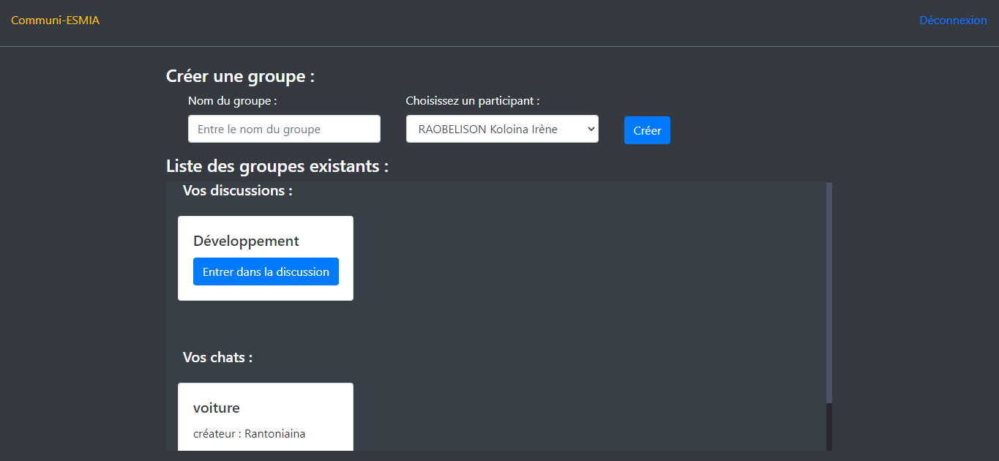 Communi-ESMIA
Déconnexion
Créer une groupe :
Nom du groupe :
Choisissez un participant :
Entre le nom du groupe
RAOBELISON Koloina Irène
Créer
Liste des groupes existants :
Vos discussions :
Développement
Entrer dans la discussion
Vos chats :
voiture
créateur : Rantoniaina